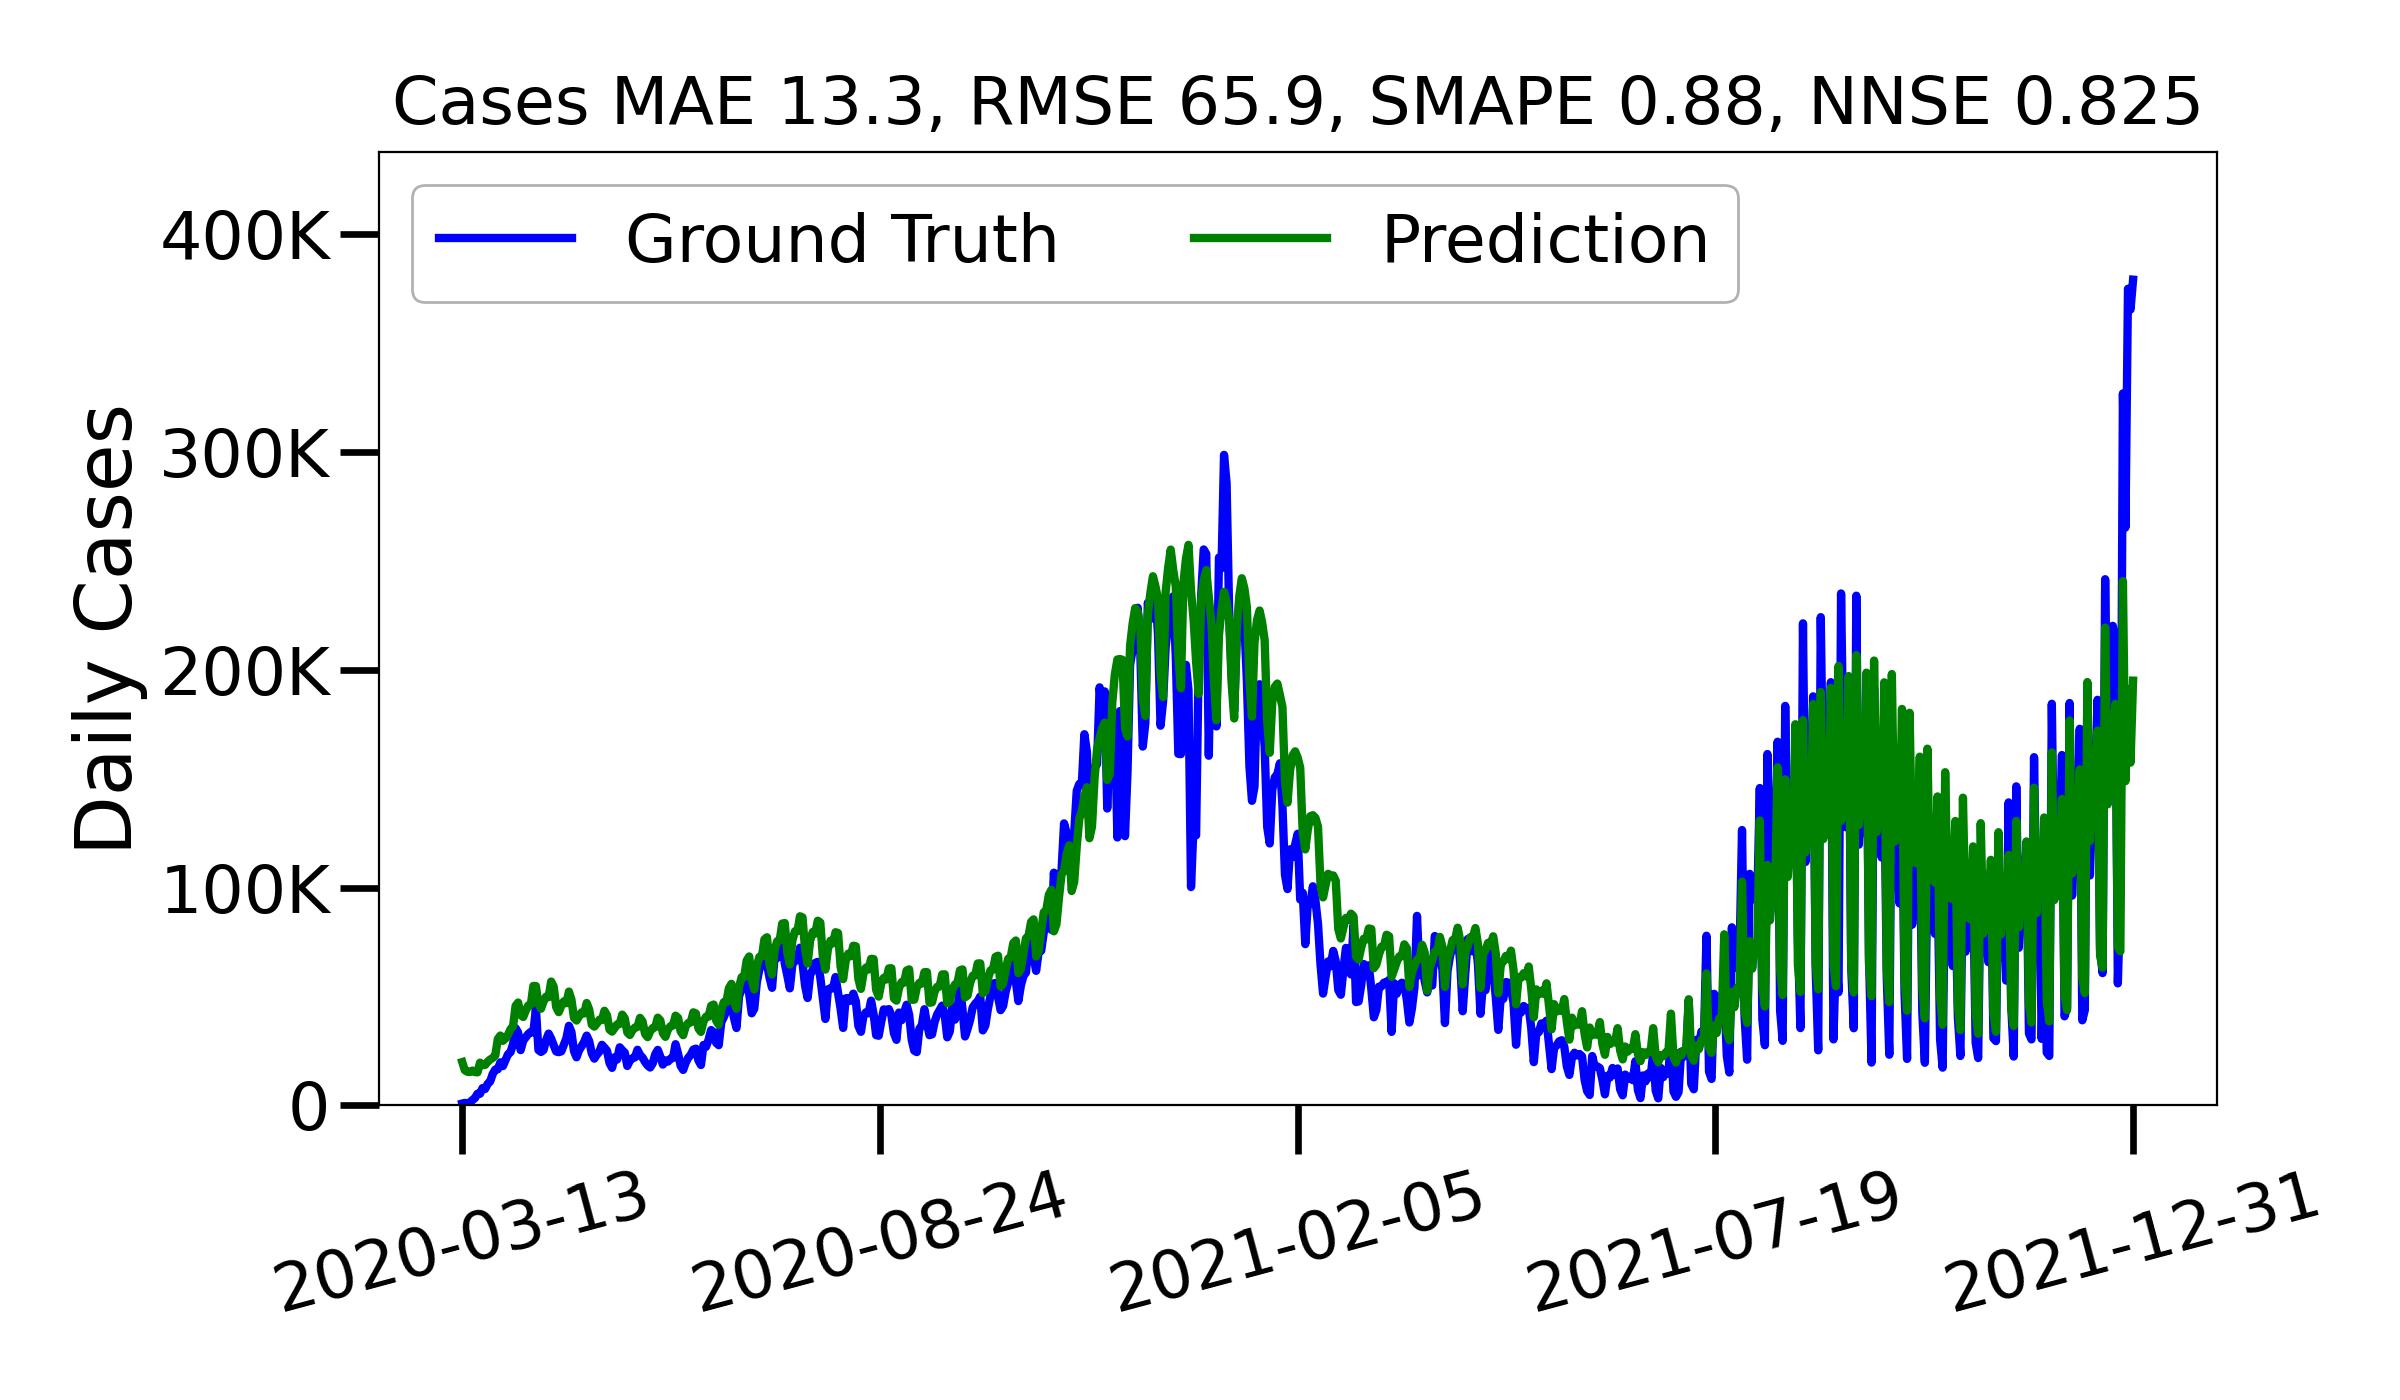 Cases MAE 13.3, RMSE 65.9, SMAPE 0.88, NNSE 0.825
Ground Truth Prediction
Daily Cases
400K
300K
200K
100K
0
2020-03-13 2020-08-24 2021-02-05 2021-07-19 2021-12-31